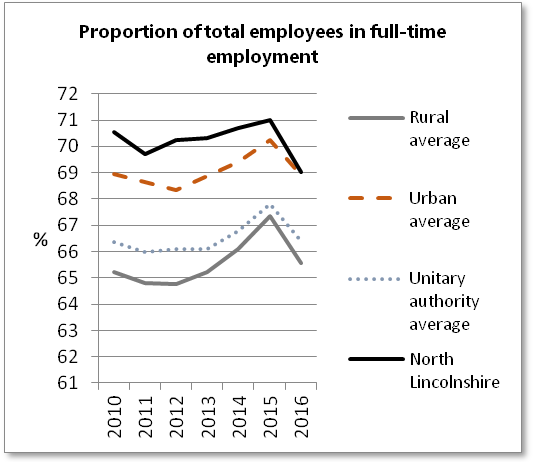 Proportion of total employees in full-time
employment
72
71
70
69
68
67
66
65
64
63
62
61
%
2010
2011
2012
2013
2014
2015
2016
Rural
average
Urban
average
Unitary
authority
average
North
Lincolnshire